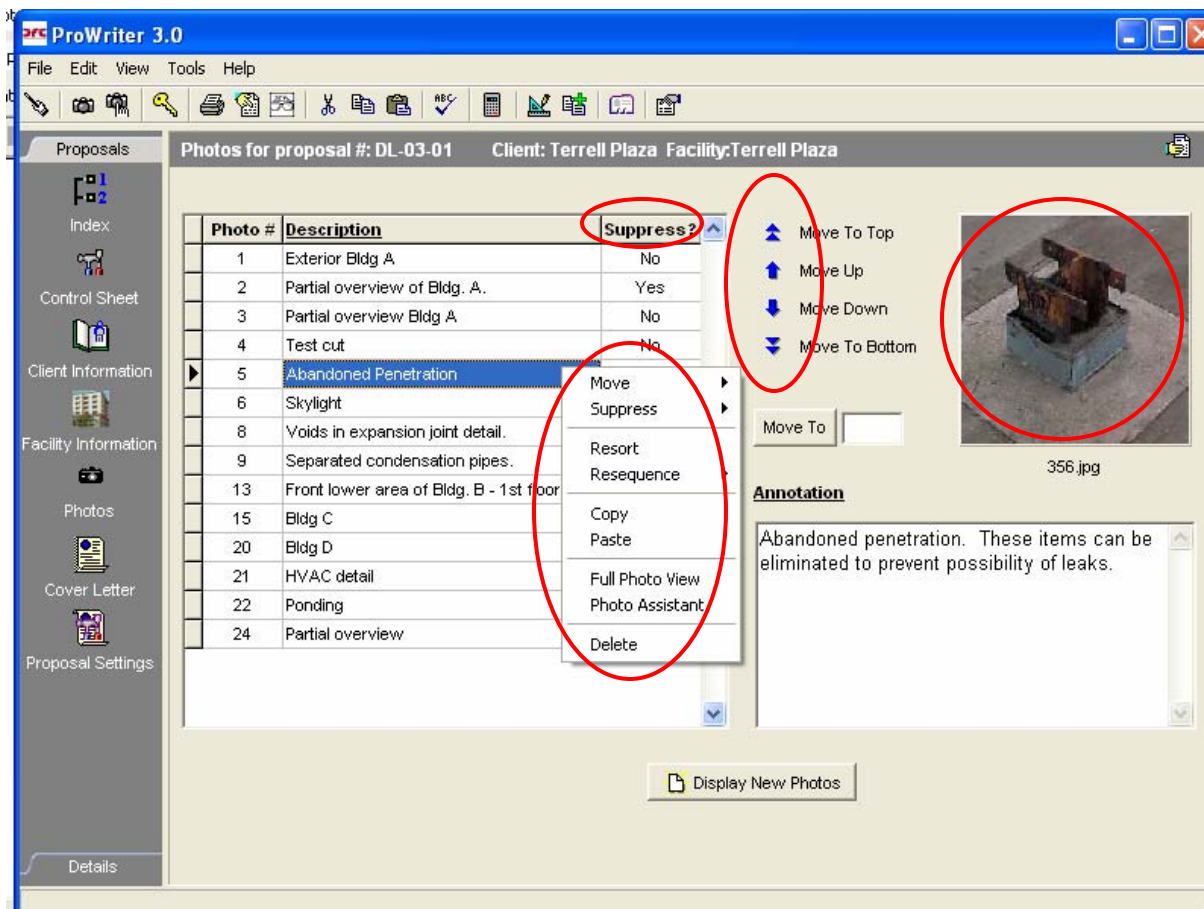 ProWriter 3.0
File Edit View Tools Help
ABC
Proposals
Photos for proposal #: DL-03-01 Client: Terrell Plaza Facility:Terrell Plaza
1
2
Index
Control Sheet
Client Information
Facility Information
Photos
Cover Letter
Proposal Settings
Details
Photo # Description Suppress?
1 Exterior Bldg A No
2 Partial overview of Bldg. A. Yes
3 Partial overview Bldg A No
4 Test cut No
5 Abandoned Penetration
6 Skylight
8 Voids in expansion joint detail.
9 Separated condensation pipes.
13 Front lower area of Bldg. B - 1st floor
15 Bldg C
20 Bldg D
21 HVAC detail
22 Ponding
24 Partial overview
Move
Suppress
Resort
Resequence
Copy
Paste
Full Photo View
Photo Assistant
Delete
Move To Top
Move Up
Move Down
Move To Bottom
Move To
356.jpg
Annotation
Abandoned penetration. These items can be
eliminated to prevent possibility of leaks.
Display New Photos